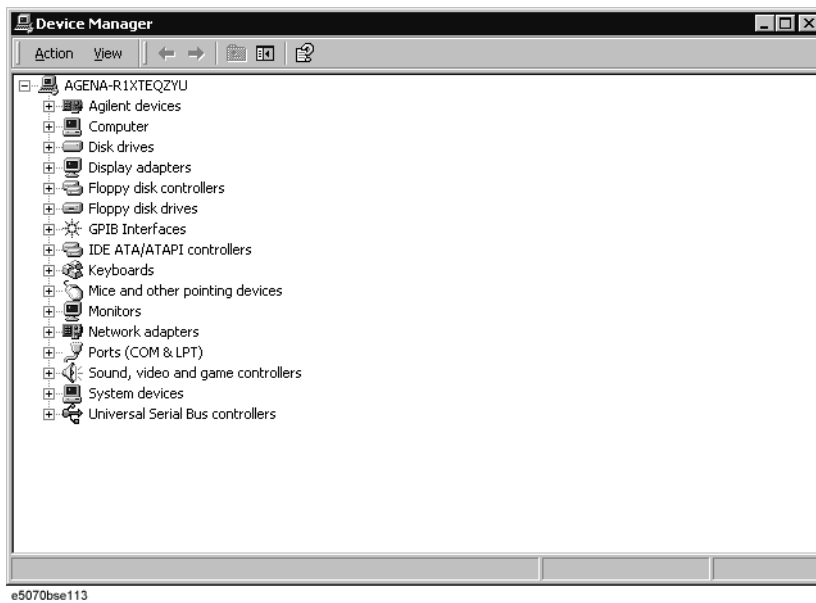 Device Manager
Action View
AGENA-R1XTEQZYU
Agilent devices
Computer
Disk drives
Display adapters
Floppy disk controllers
Floppy disk drives
GPIB Interfaces
IDE ATA/ATAPI controllers
Keyboards
Mice and other pointing devices
Monitors
Network adapters
Ports (COM & LPT)
Sound, video and game controllers
System devices
Universal Serial Bus controllers
e5070bse113